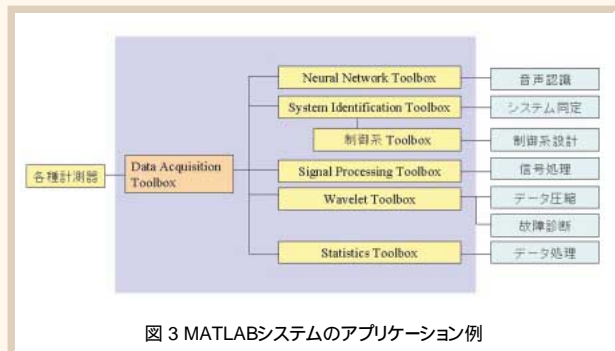 Neural Network Toolbox
音声認識
System Identification Toolbox
システム同定
制御系 Toolbox
制御系設計
各種計測器
Data Acquisition
Toolbox
Signal Processing Toolbox
信号処理
Wavelet Toolbox
データ圧縮
故障診断
Statistics Toolbox
データ処理
図 3 MATLABシステムのアプリケーション例